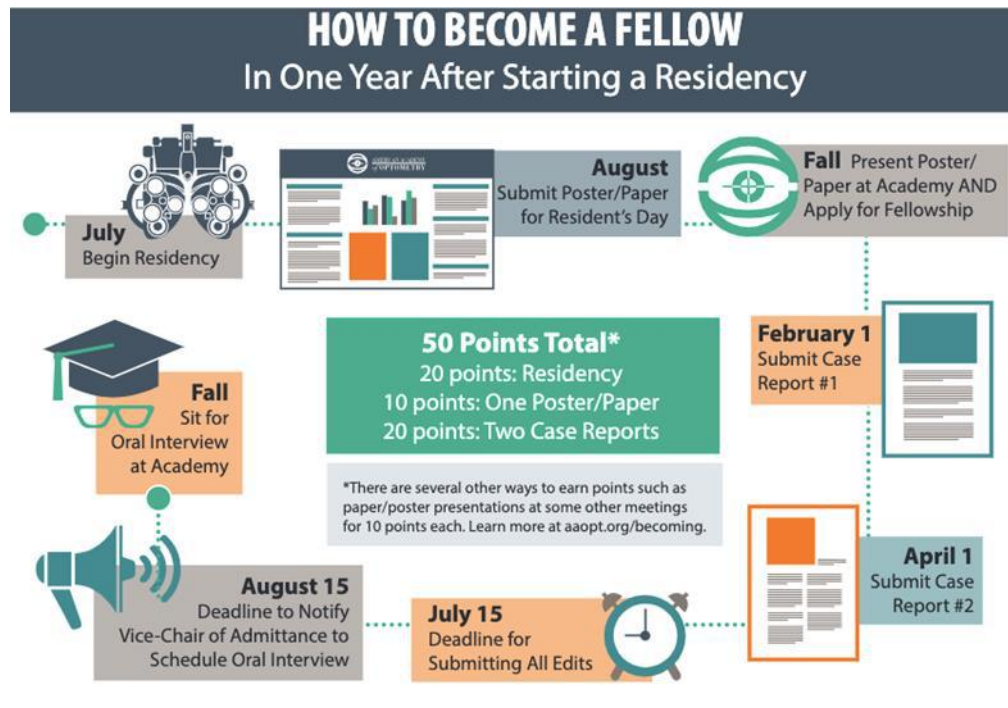 HOW TO BECOME A FELLOW
In One Year After Starting a Residency
July
Begin Residency
AMERICAN ACADEMY
of OPTOMETRY
August
Submit Poster/Paper
for Resident's Day
Fall Present Poster/
Paper at Academy AND
Apply for Fellowship
February 1
Submit Case
Report #1
April 1
Submit Case
Report #2
July 15
Deadline for
Submitting All Edits
August 15
Deadline to Notify
Vice-Chair of Admittance to
Schedule Oral Interview
Fall
Sit for
Oral Interview
at Academy
50 Points Total*
20 points: Residency
10 points: One Poster/Paper
20 points: Two Case Reports
*There are several other ways to earn points such as
paper/poster presentations at some other meetings
for 10 points each. Learn more at aaopt.org/becoming.